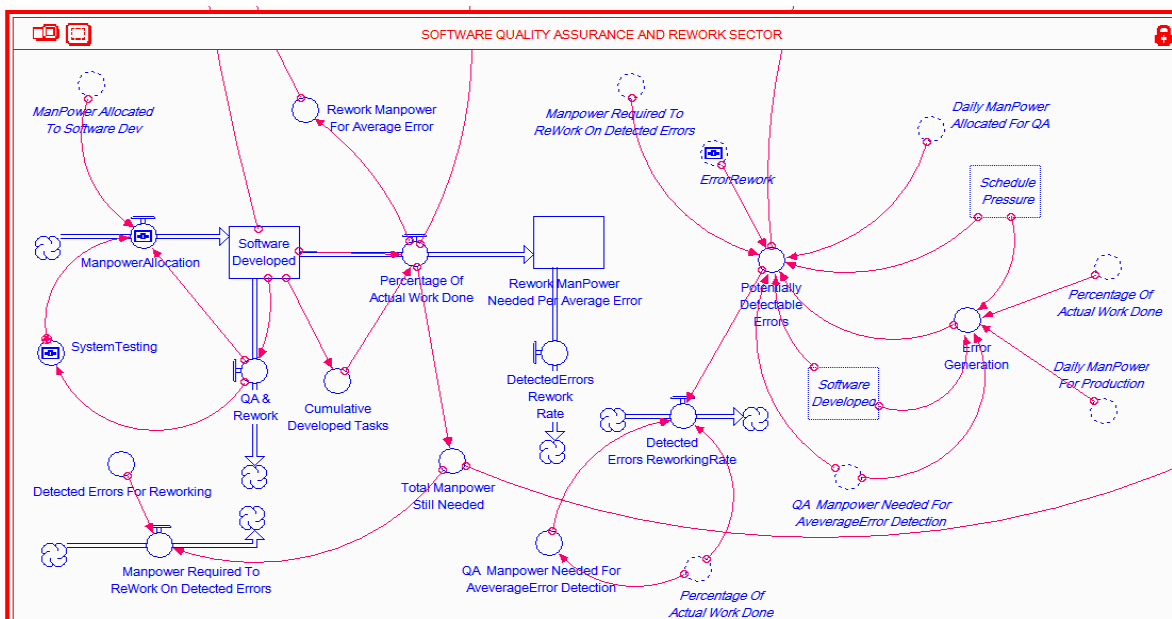 SOFTWARE QUALITY ASSURANCE AND REWORK SECTOR
ManPower Allocated
To Software Dev
Rework Manpower
For Average Error
Manpower Required To
ReWork On Detected Errors
Daily ManPower
Allocated For QA
ErrorRework
Schedule
Pressure
ManpowerAllocation
Software
Developed
Percentage Of
Actual Work Done
Rework ManPower
Needed Per Average Error
Potentially
Detectable
Errors
Percentage Of
Actual Work Done
Error
Generation
SystemTesting
QA &
Rework
Cumulative
Developed Tasks
DetectedErrors
Rework
Rate
Software
Developed
Daily ManPower
For Production
Detected
Errors ReworkingRate
Detected Errors For Reworking
Total Manpower
Still Needed
QA  Manpower Needed For
AveverageError Detection
Manpower Required To
ReWork On Detected Errors
QA  Manpower Needed For
AveverageError Detection
Percentage Of
Actual Work Done